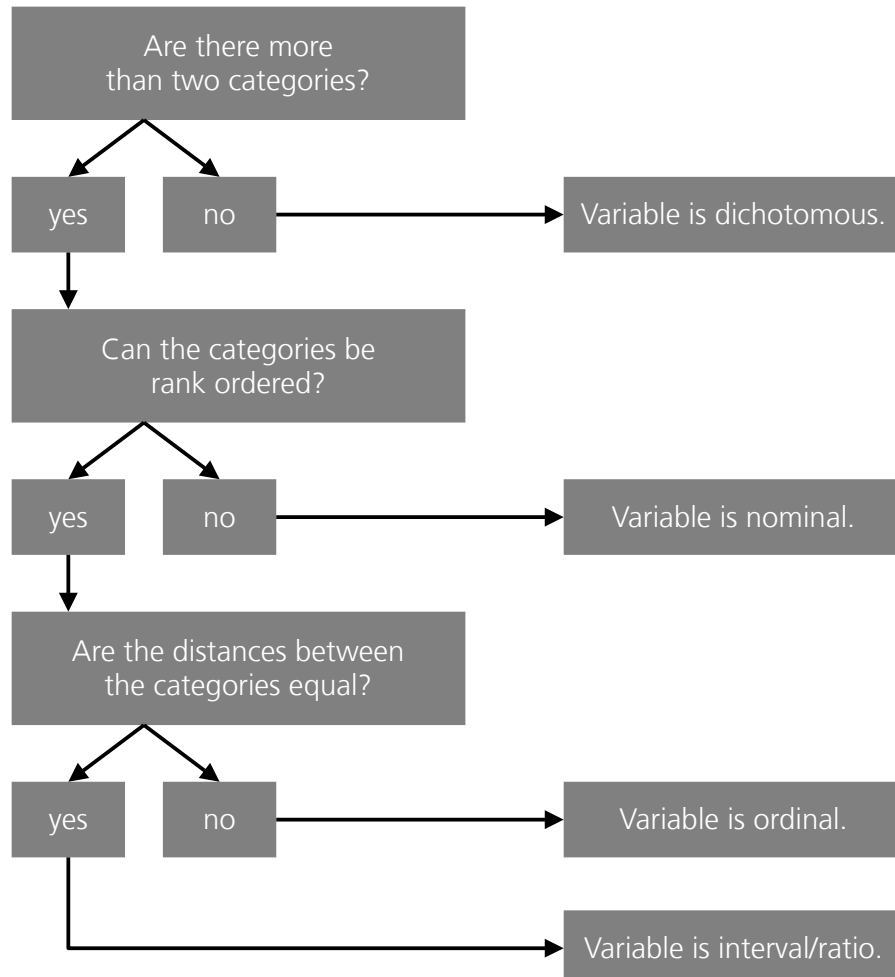 Are there more
than two categories?
yes
no
Variable is dichotomous.
Can the categories be
rank ordered?
yes
no
Variable is nominal.
Are the distances between
the categories equal?
yes
no
Variable is ordinal.
Variable is interval/ratio.